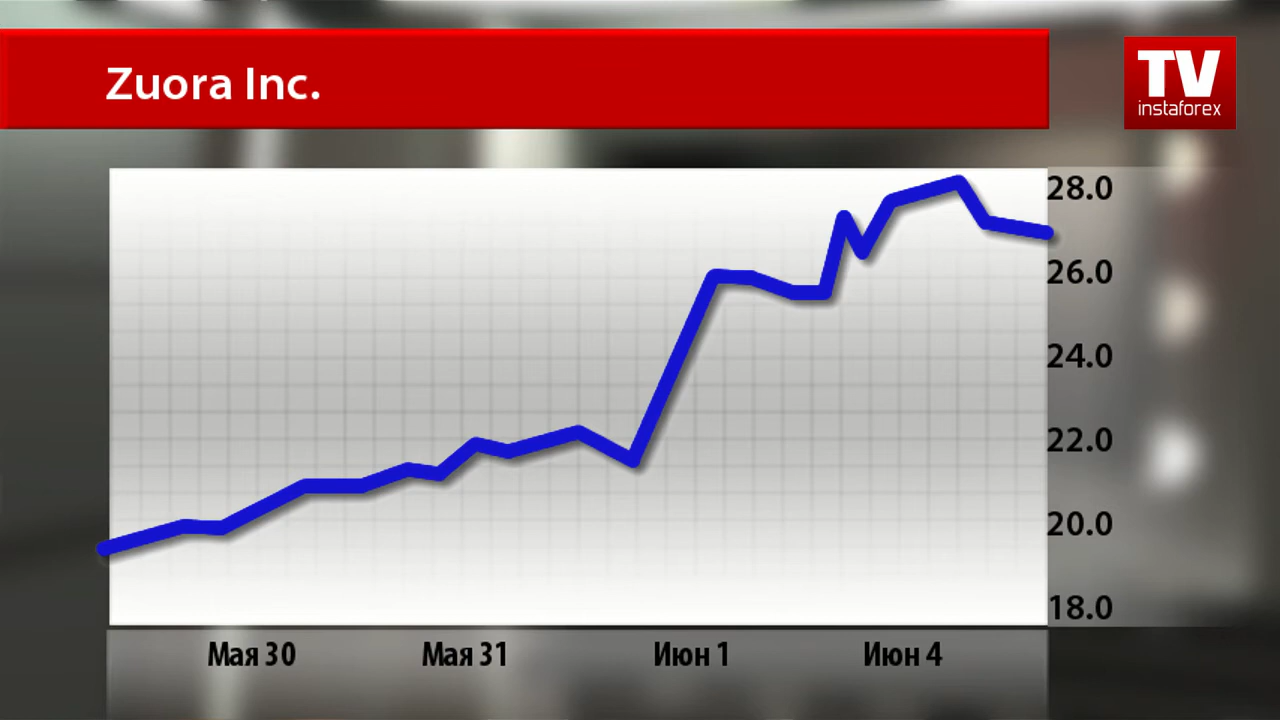 Zuora Inc.
TV
instaforex
28.0
26.0
24.0
22.0
20.0
18.0
Мая 30
Мая 31
Июн 1
Июн 4